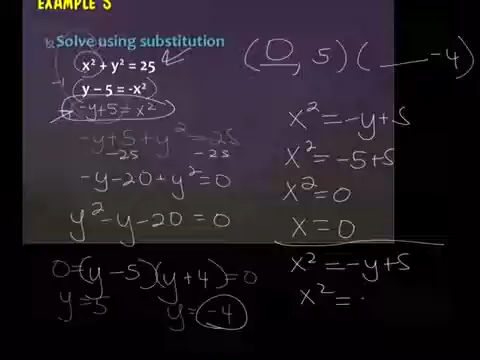 EXAMPLE 3
Solve using substitution
x² + y² = 25
y – 5 = -x²
-y+5=x²
-y+5+y²=25
-25 -25
-y-20+y²=0
y²-y-20=0
0=(y-5)(y+4)=0
y=5 y=-4
(0, 5) ( __ -4)
x²=-y+5
x²=-5+5
x²=0
x=0
x²=-y+5
x²=